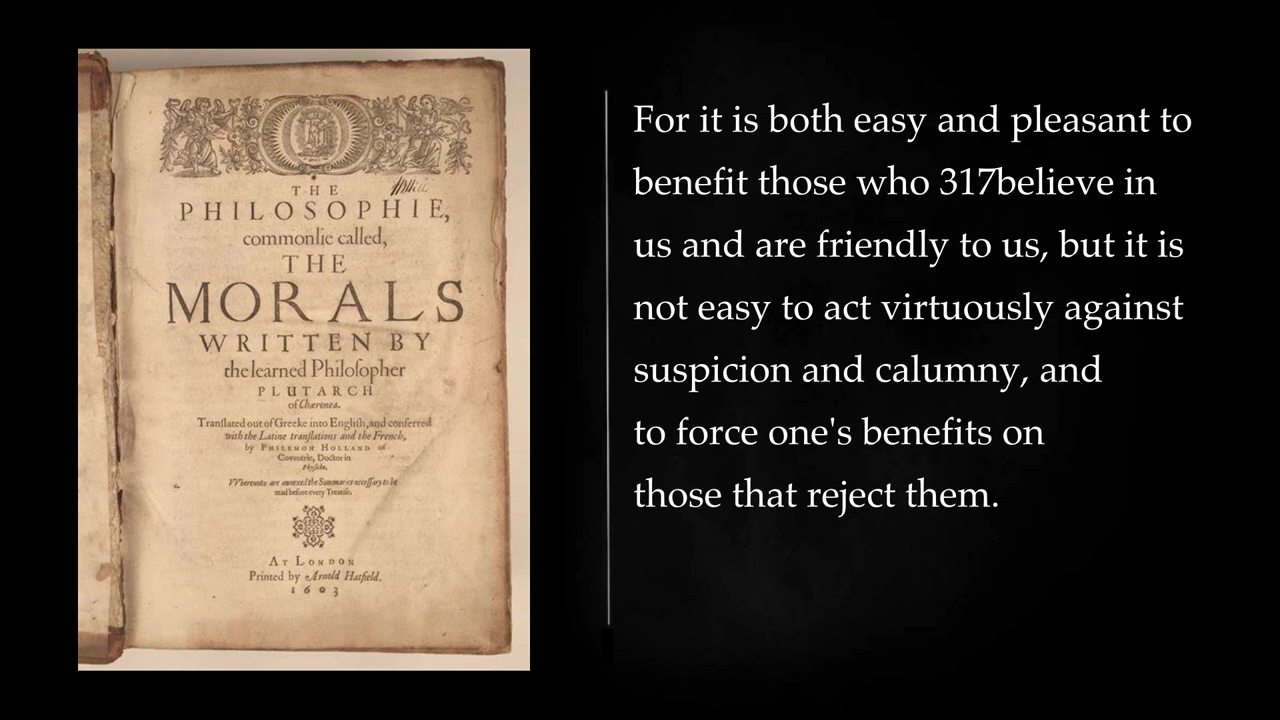 THE
PHILOSOPHIE,
commonlie called,
THE
MORALS
WRITTEN BY
the learned Philoſopher
PLUTARCH
of Chæronea.
Tranſlated out of Greeke into Engliſh, and conferred
with the Latine tranſlations and the French,
by PHILEMON HOLLAND of
Coventrie, Doctor in
Phyſicke.
VVhereunto are annexed the Summaries neceſſary to be
read before every Treatiſe.
AT LONDON
Printed by Arnold Hatfield.
1603
For it is both easy and pleasant to
benefit those who 317believe in
us and are friendly to us, but it is
not easy to act virtuously against
suspicion and calumny, and
to force one's benefits on
those that reject them.